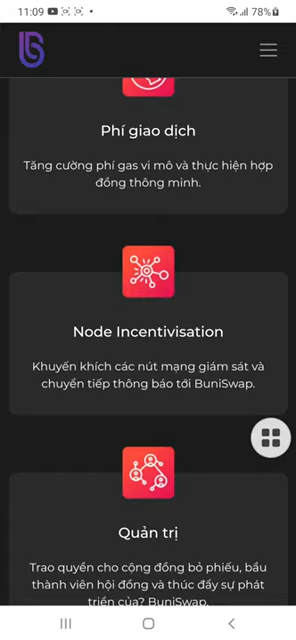 11:09
78%
Phí giao dịch
Tăng cường phí gas vi mô và thực hiện hợp
đồng thông minh.
Node Incentivisation
Khuyến khích các nút mạng giám sát và
chuyển tiếp thông báo tới BuniSwap.
Quản trị
Trao quyền cho cộng đồng bỏ phiếu, bầu
thành viên hội đồng và thúc đẩy sự phát
triển của? BuniSwap.